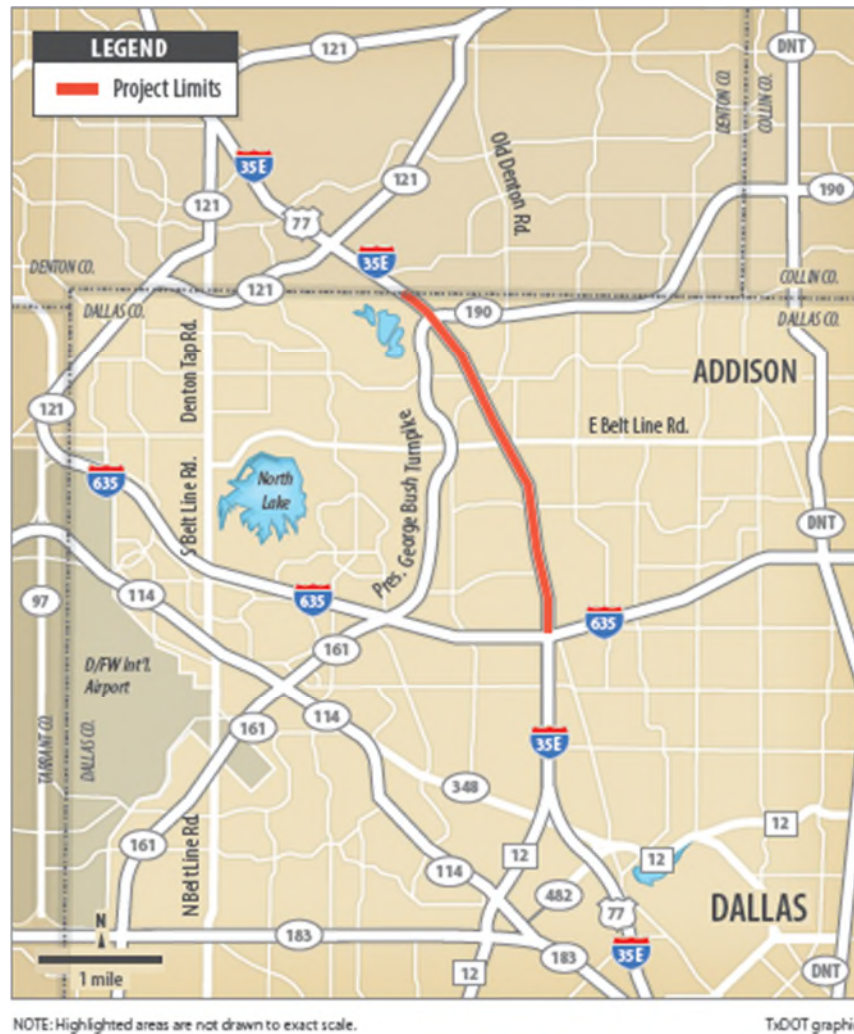 LEGEND
Project Limits
121
DNT
DENTON CO.
COLLIN CO.
35E
Old Denton Rd.
121
121
190
77
35E
DENTON CO.
121
COLLIN CO.
DALLAS CO.
190
DALLAS CO.
Denton Tap Rd.
ADDISON
121
E Belt Line Rd.
Pres. George Bush Turnpike
635
S Belt Line Rd.
North
Lake
DNT
97
114
635
635
161
D/FW Int'l.
Airport
114
161
35E
TARRANT CO.
DALLAS CO.
348
12
161
N Belt Line Rd.
12
12
114
482
77
DALLAS
N
183
183
35E
12
DNT
1 mile
NOTE: Highlighted areas are not drawn to exact scale.
TxDOT graphi